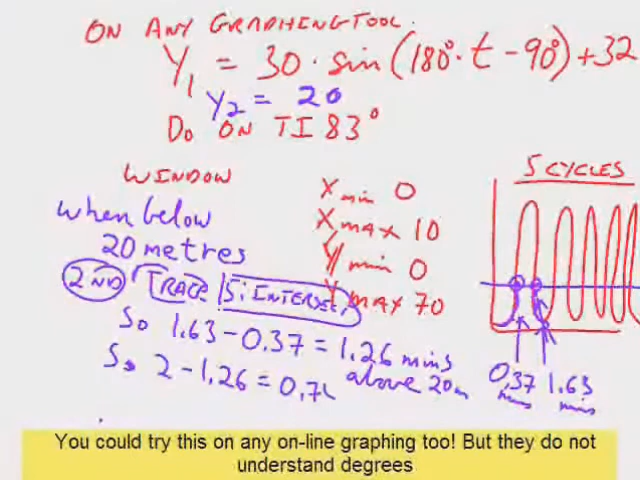 ON ANY GRAPHING TOOL.
Y1 = 30 · sin (180° · t - 90°) + 32
Y2 = 20
DO ON TI 83°
WINDOW
Xmin 0
Xmax 10
Ymin 0
Ymax 70
5 CYCLES
When below
20 metres
2ND TRACE 5: INTERSEC
So 1.63 - 0.37 = 1.26 mins
above 20m
So 2 - 1.26 = 0.74
0.37 mins
1.63 mins
You could try this on any on-line graphing too! But they do not
understand degrees